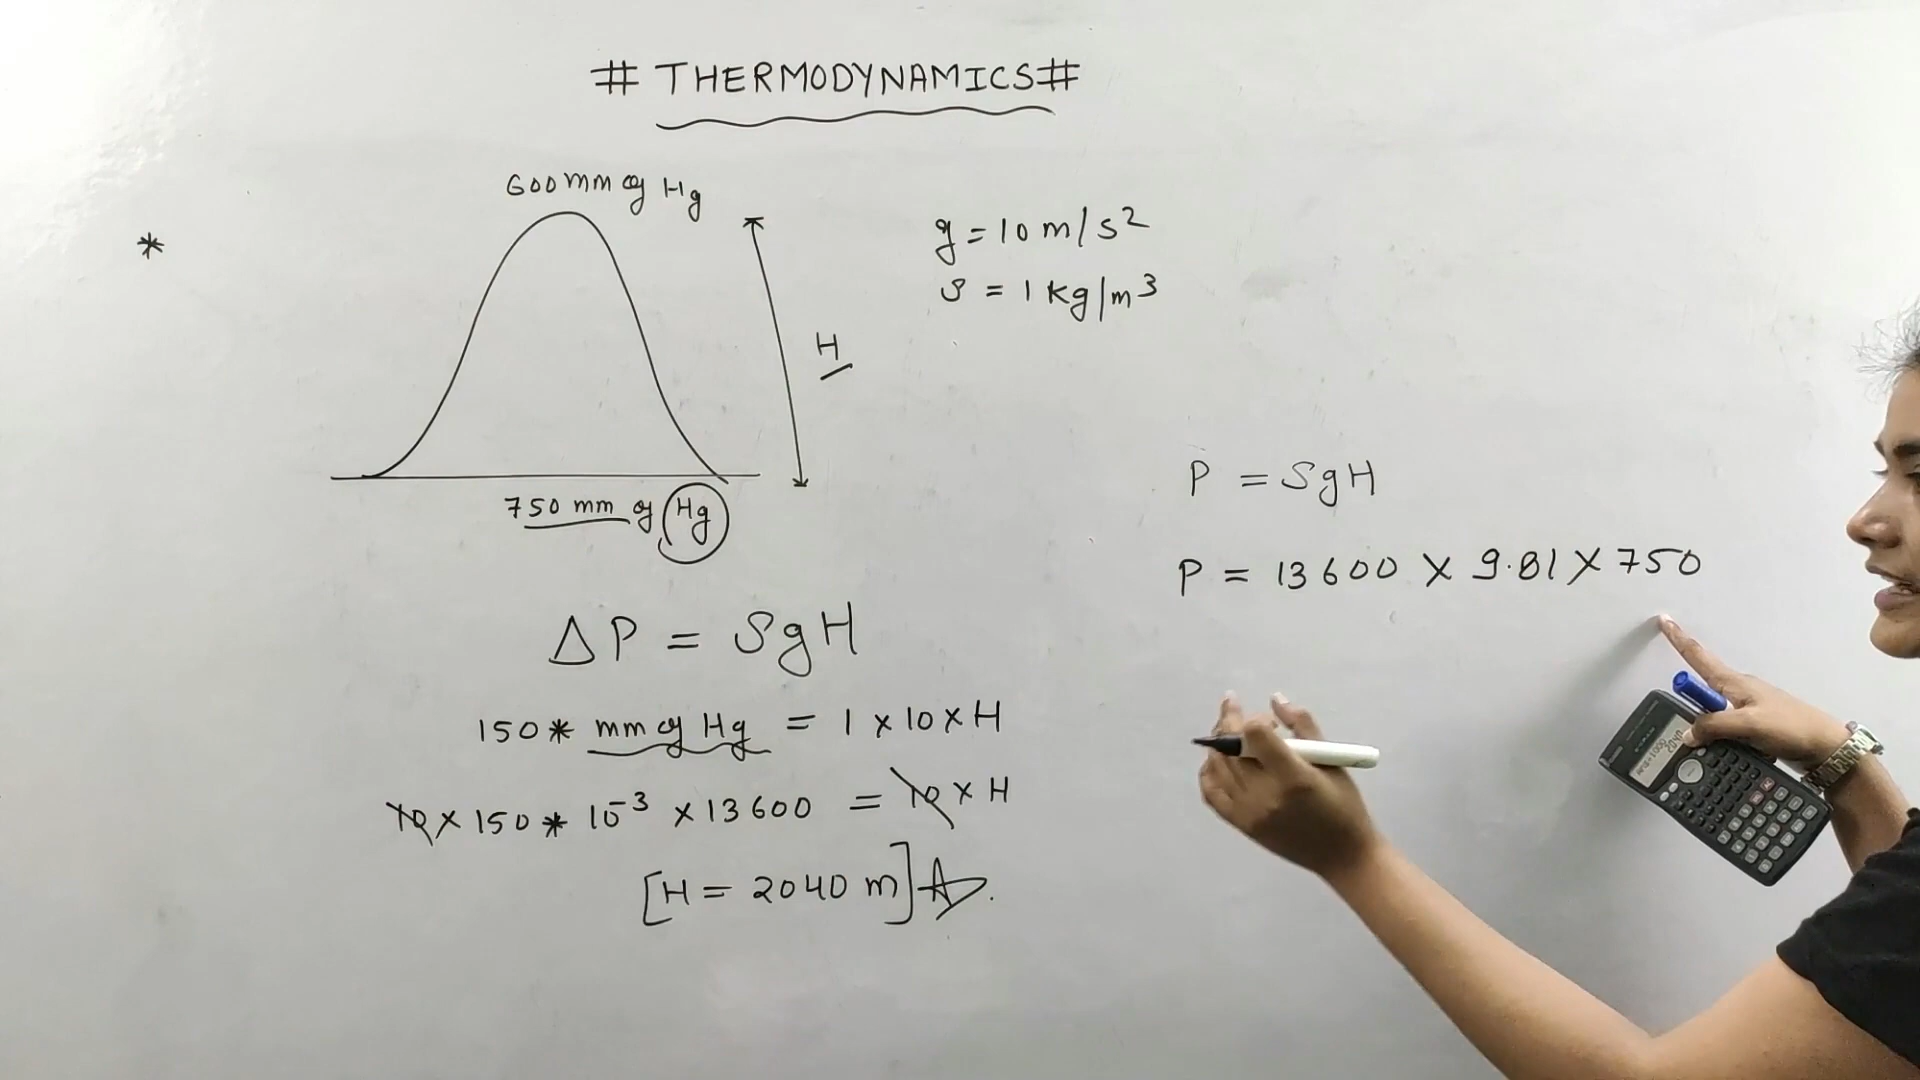 # THERMODYNAMICS #
600 mm of Hg
*
g = 10 m/s²
ρ = 1 kg/m³
H
750 mm of Hg
P = ρgH
P = 13600 × 9.81 × 750
ΔP = ρgH
150 * mm of Hg = 1 × 10 × H
10 × 150 * 10⁻³ × 13600 = 10 × H
[H = 2040 m]